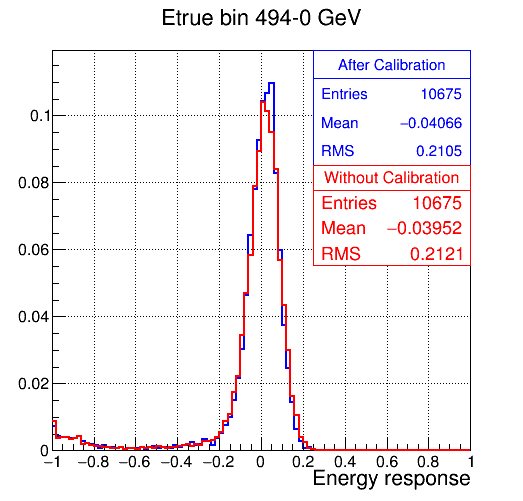 Etrue bin 494-0 GeV
After Calibration
Entries 10675
Mean −0.04066
RMS 0.2105
Without Calibration
Entries 10675
Mean −0.03952
RMS 0.2121
0.1
0.08
0.06
0.04
0.02
0
−1 −0.8 −0.6 −0.4 −0.2 0 0.2 0.4 0.6 0.8 1
Energy response